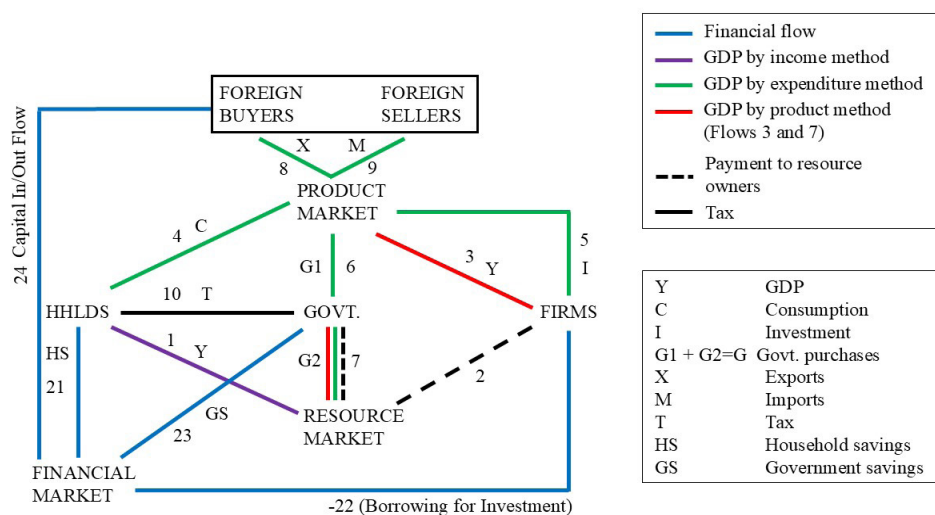 Financial flow
GDP by income method
GDP by expenditure method
GDP by product method
(Flows 3 and 7)
Payment to resource
owners
Tax
FOREIGN
BUYERS
FOREIGN
SELLERS
X
M
8
9
PRODUCT
MARKET
24 Capital In/Out Flow
4
C
5
I
3
Y
G1
6
10
T
HHLDS
GOVT.
FIRMS
1
Y
HS
21
G2
7
2
GS
23
RESOURCE
MARKET
FINANCIAL
MARKET
-22 (Borrowing for Investment)
Y GDP
C Consumption
I Investment
G1 + G2=G Govt. purchases
X Exports
M Imports
T Tax
HS Household savings
GS Government savings